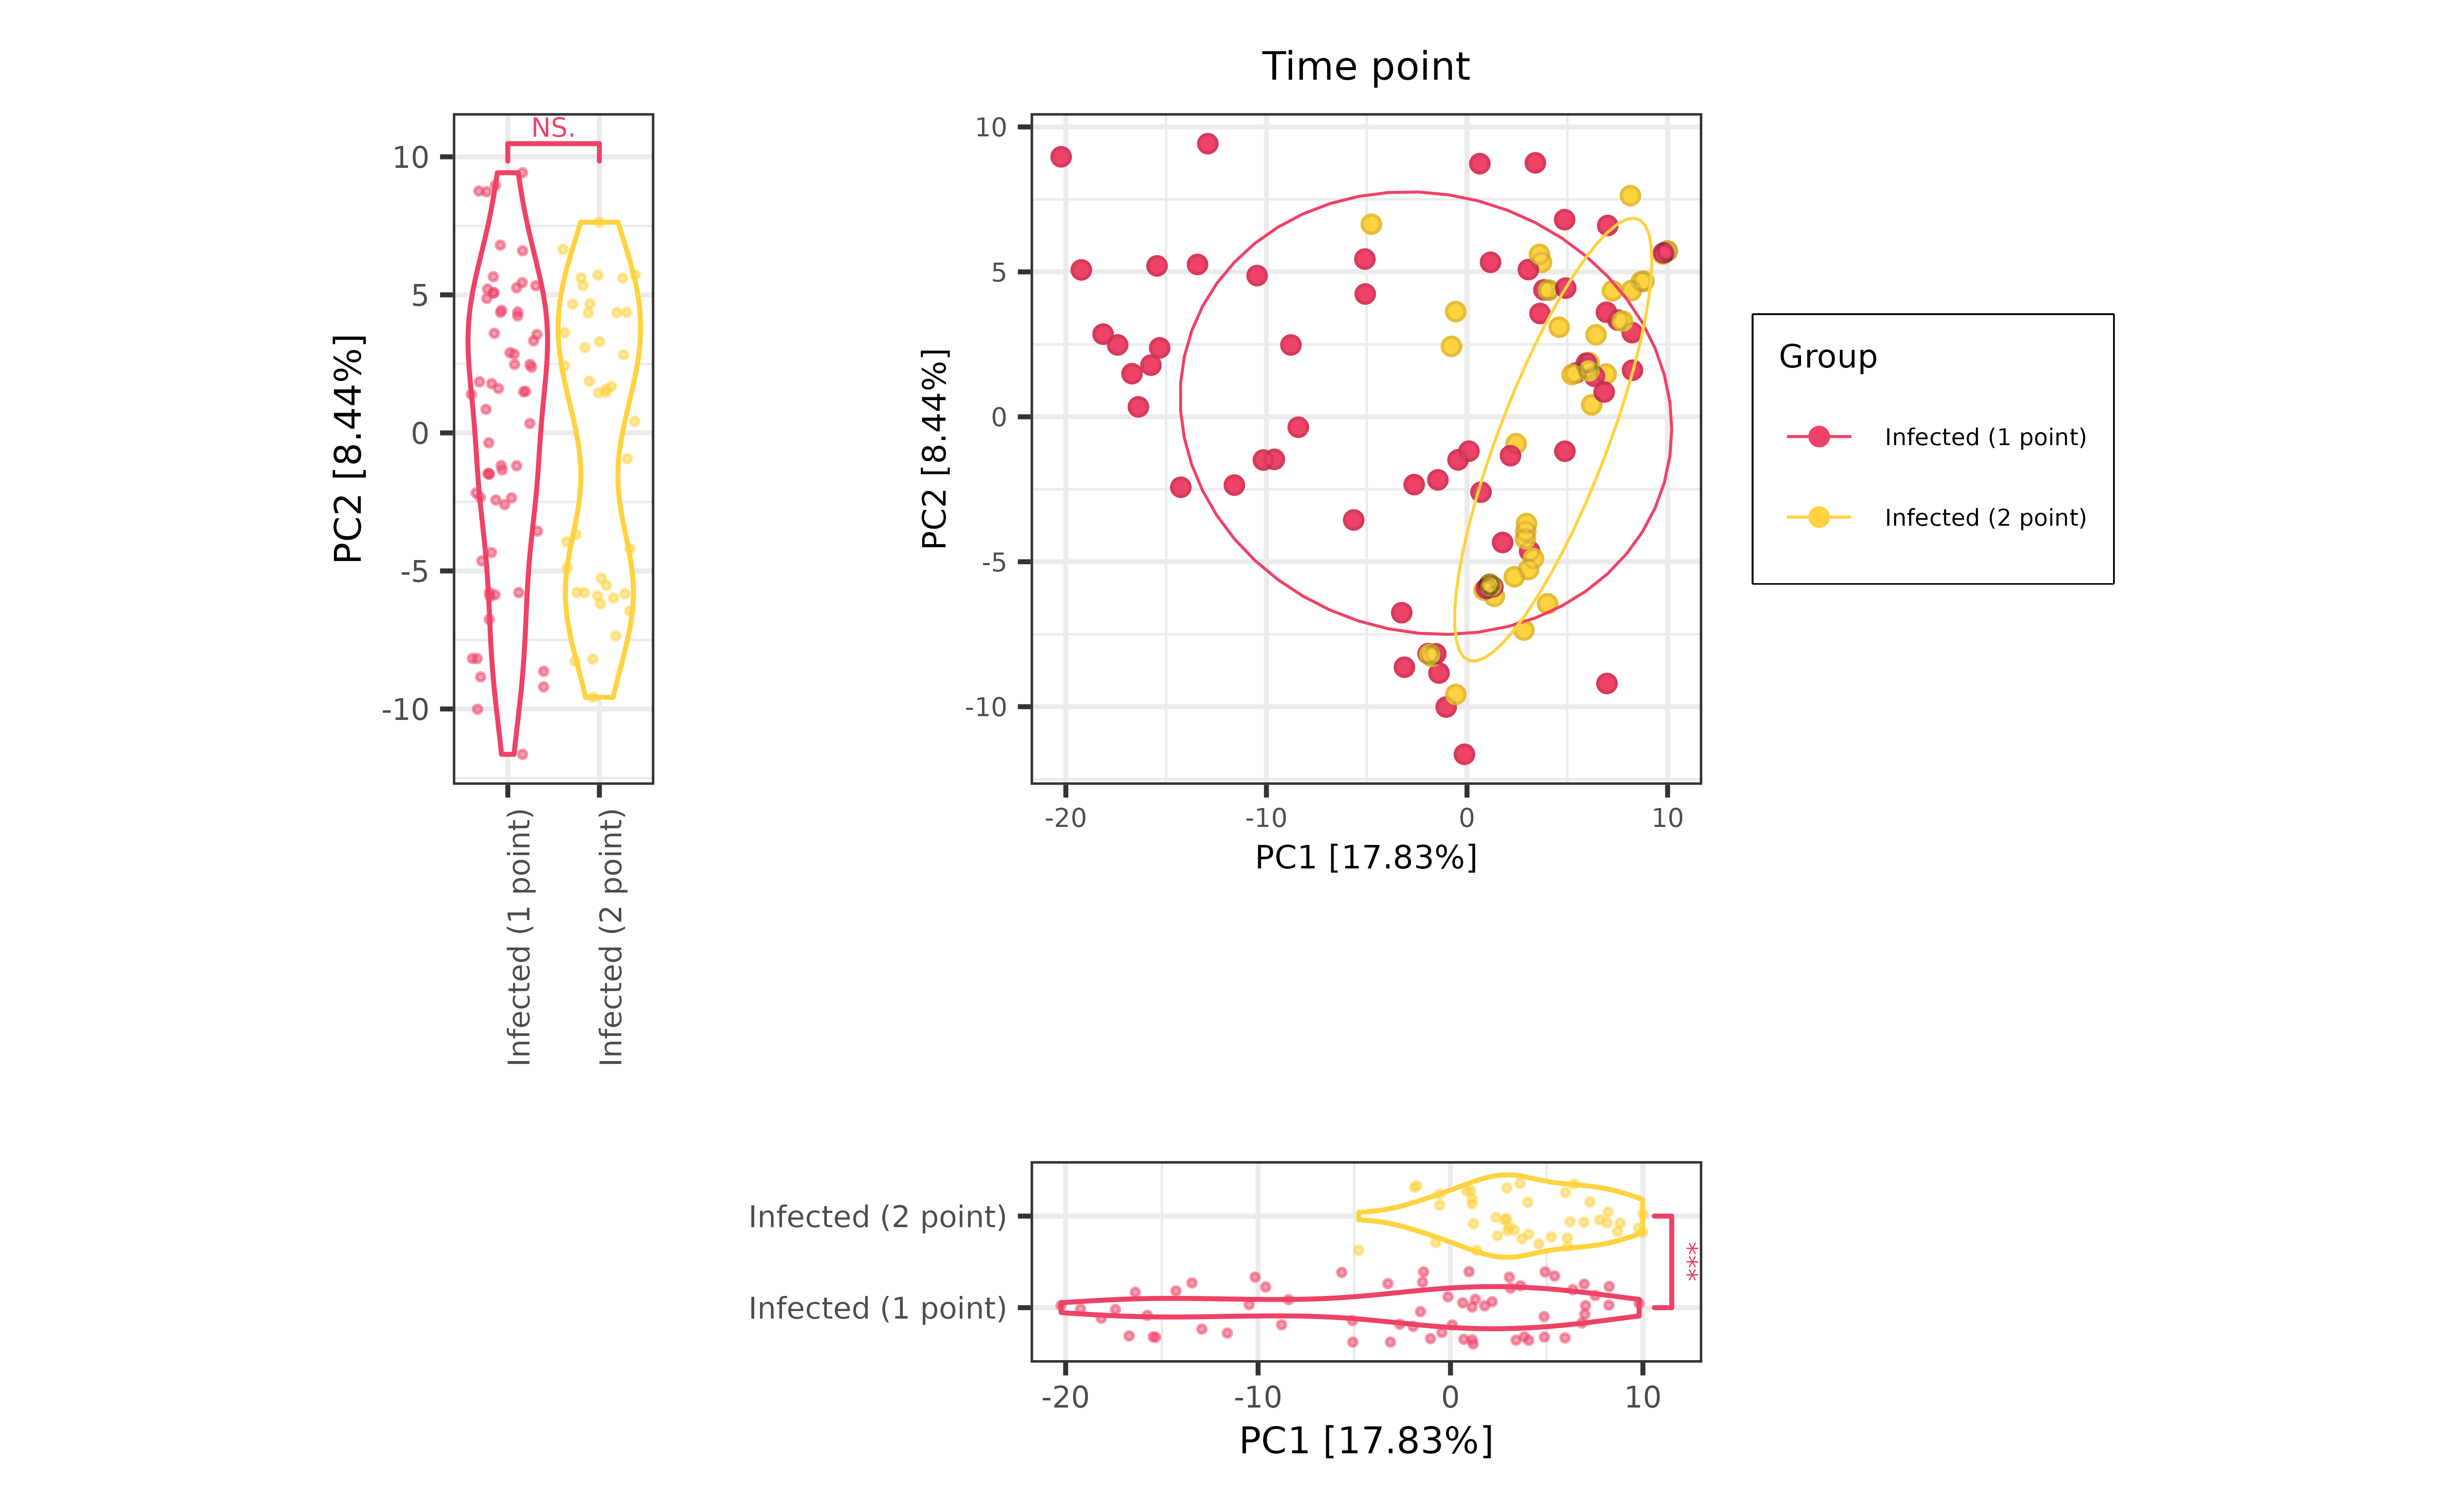 Time point
NS.
10
5
0
-5
-10
PC2 [8.44%]
Infected (1 point)
Infected (2 point)
10
5
0
-5
-10
PC2 [8.44%]
-20
-10
0
10
PC1 [17.83%]
Group
Infected (1 point)
Infected (2 point)
Infected (2 point)
Infected (1 point)
***
-20
-10
0
10
PC1 [17.83%]